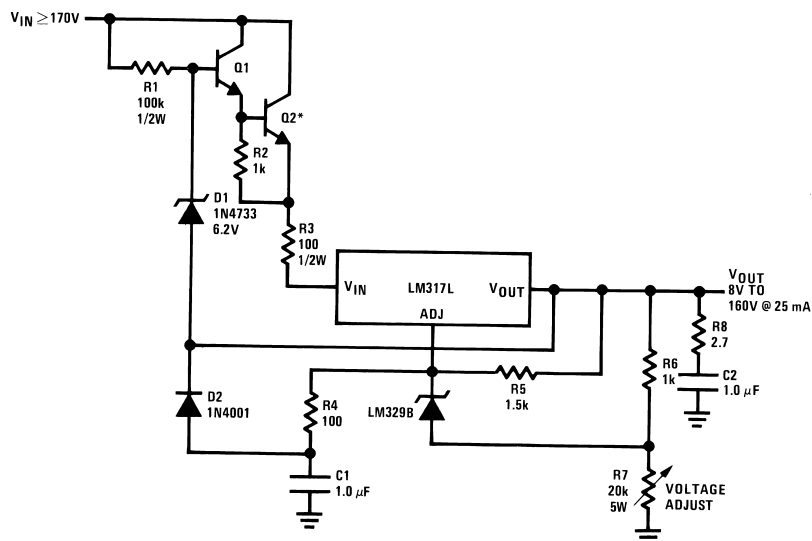 V_IN ≥170V
R1
100k
1/2W
Q1
Q2*
R2
1k
D1
1N4733
6.2V
R3
100
1/2W
V_IN
LM317L
V_OUT
ADJ
V_OUT
8V TO
160V @ 25 mA
R8
2.7
R6
1k
C2
1.0 μF
R5
1.5k
D2
1N4001
R4
100
LM329B
C1
1.0 μF
R7
20k
5W
VOLTAGE
ADJUST